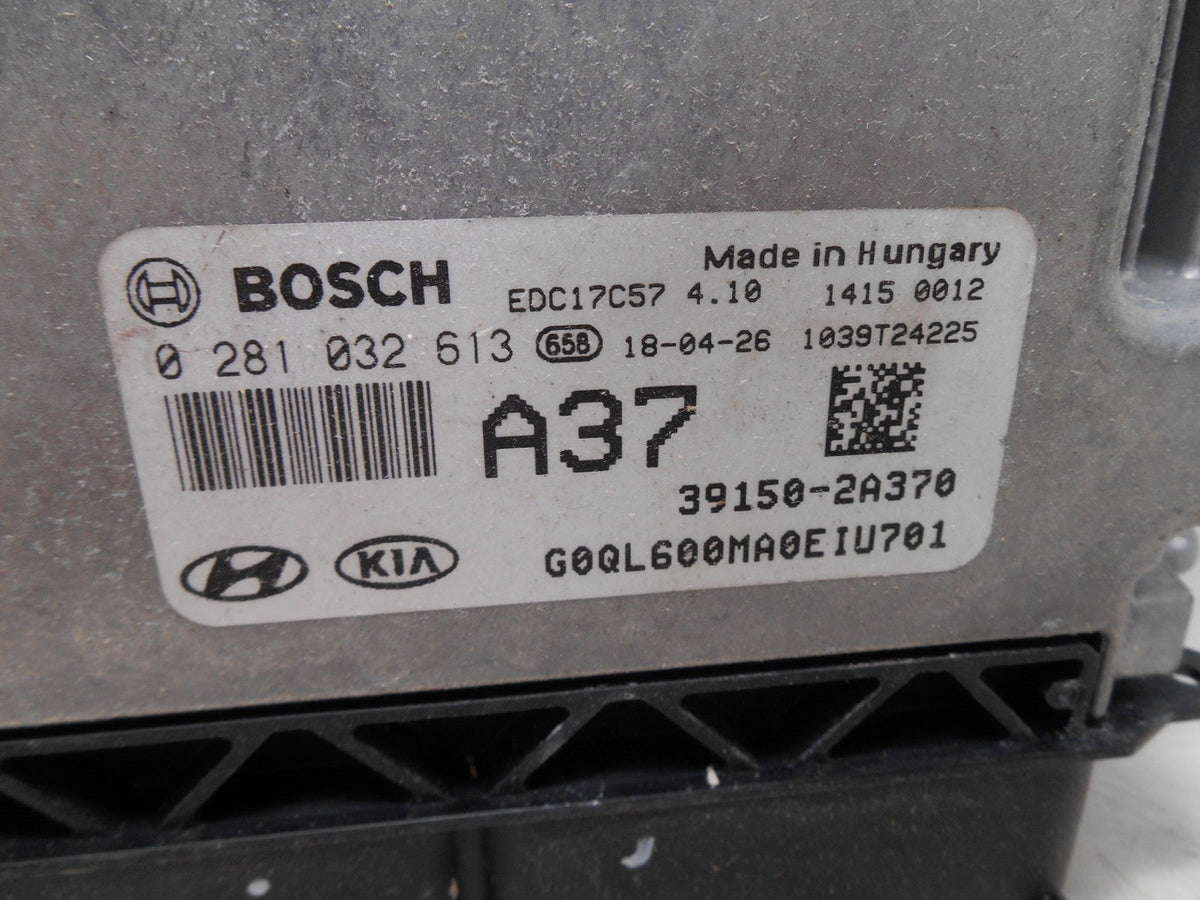 Made in Hungary
BOSCH EDC17C57 4.10 1415 0012
0 281 032 613 658 18-04-26 1039T24225
A37
39150-2A370
KIA G0QL600MA0EIU701